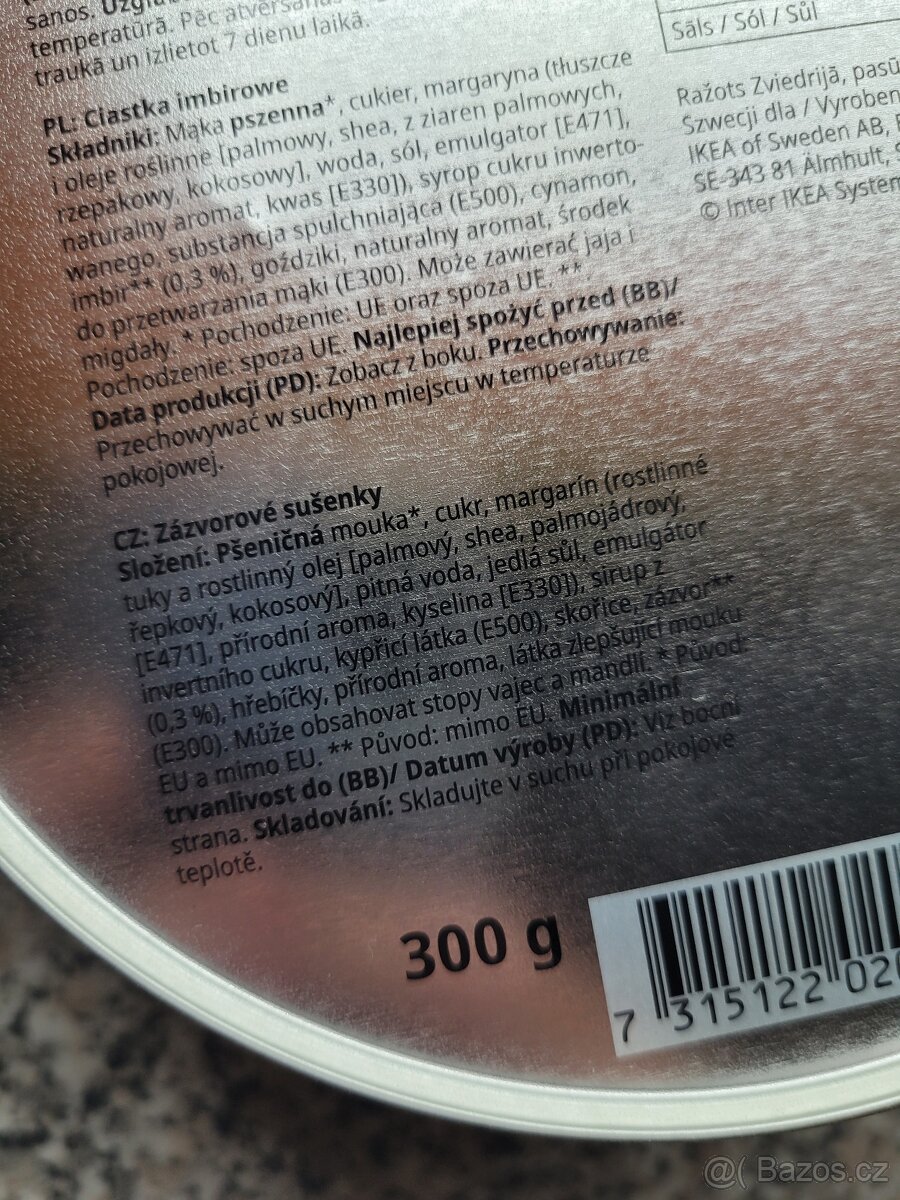 sanos.
temperatūrā. Pēc atvēršanas
traukā un izlietot 7 dienu laikā.
PL: Ciastka imbirowe
Składniki: Mąka pszenna*, cukier, margaryna (tłuszcze
i oleje roślinne [palmowy, shea, z ziaren palmowych,
rzepakowy, kokosowy], woda, sól, emulgator [E471],
naturalny aromat, kwas [E330]), syrop cukru inwerto-
wanego, substancja spulchniająca (E500), cynamon,
imbir** (0,3 %), goździki, naturalny aromat, środek
do przetwarzania mąki (E300). Może zawierać jaja i
migdały. * Pochodzenie: UE oraz spoza UE. **
Pochodzenie: spoza UE. Najlepiej spożyć przed (BB)/
Data produkcji (PD): Zobacz z boku. Przechowywanie:
Przechowywać w suchym miejscu w temperaturze
pokojowej.
CZ: Zázvorové sušenky
Složení: Pšeničná mouka*, cukr, margarín (rostlinné
tuky a rostlinný olej [palmový, shea, palmojádrový,
řepkový, kokosový], pitná voda, jedlá sůl, emulgátor
[E471], přírodní aroma, kyselina [E330]), sirup z
invertního cukru, kypřicí látka (E500), skořice, zázvor**
(0,3 %), hřebíčky, přírodní aroma, látka zlepšující mouku
(E300). Může obsahovat stopy vajec a mandlí. * Původ:
EU a mimo EU. ** Původ: mimo EU. Minimální
trvanlivost do (BB)/ Datum výroby (PD): Viz boční
strana. Skladování: Skladujte v suchu při pokojové
teplotě.
300 g
Sāls / Sól / Sůl
Ražots Zviedrijā, pasū
Szwecji dla / Vyroben
IKEA of Sweden AB,
SE-343 81 Älmhult,
© Inter IKEA System
7 315122 02
@( Bazos.cz